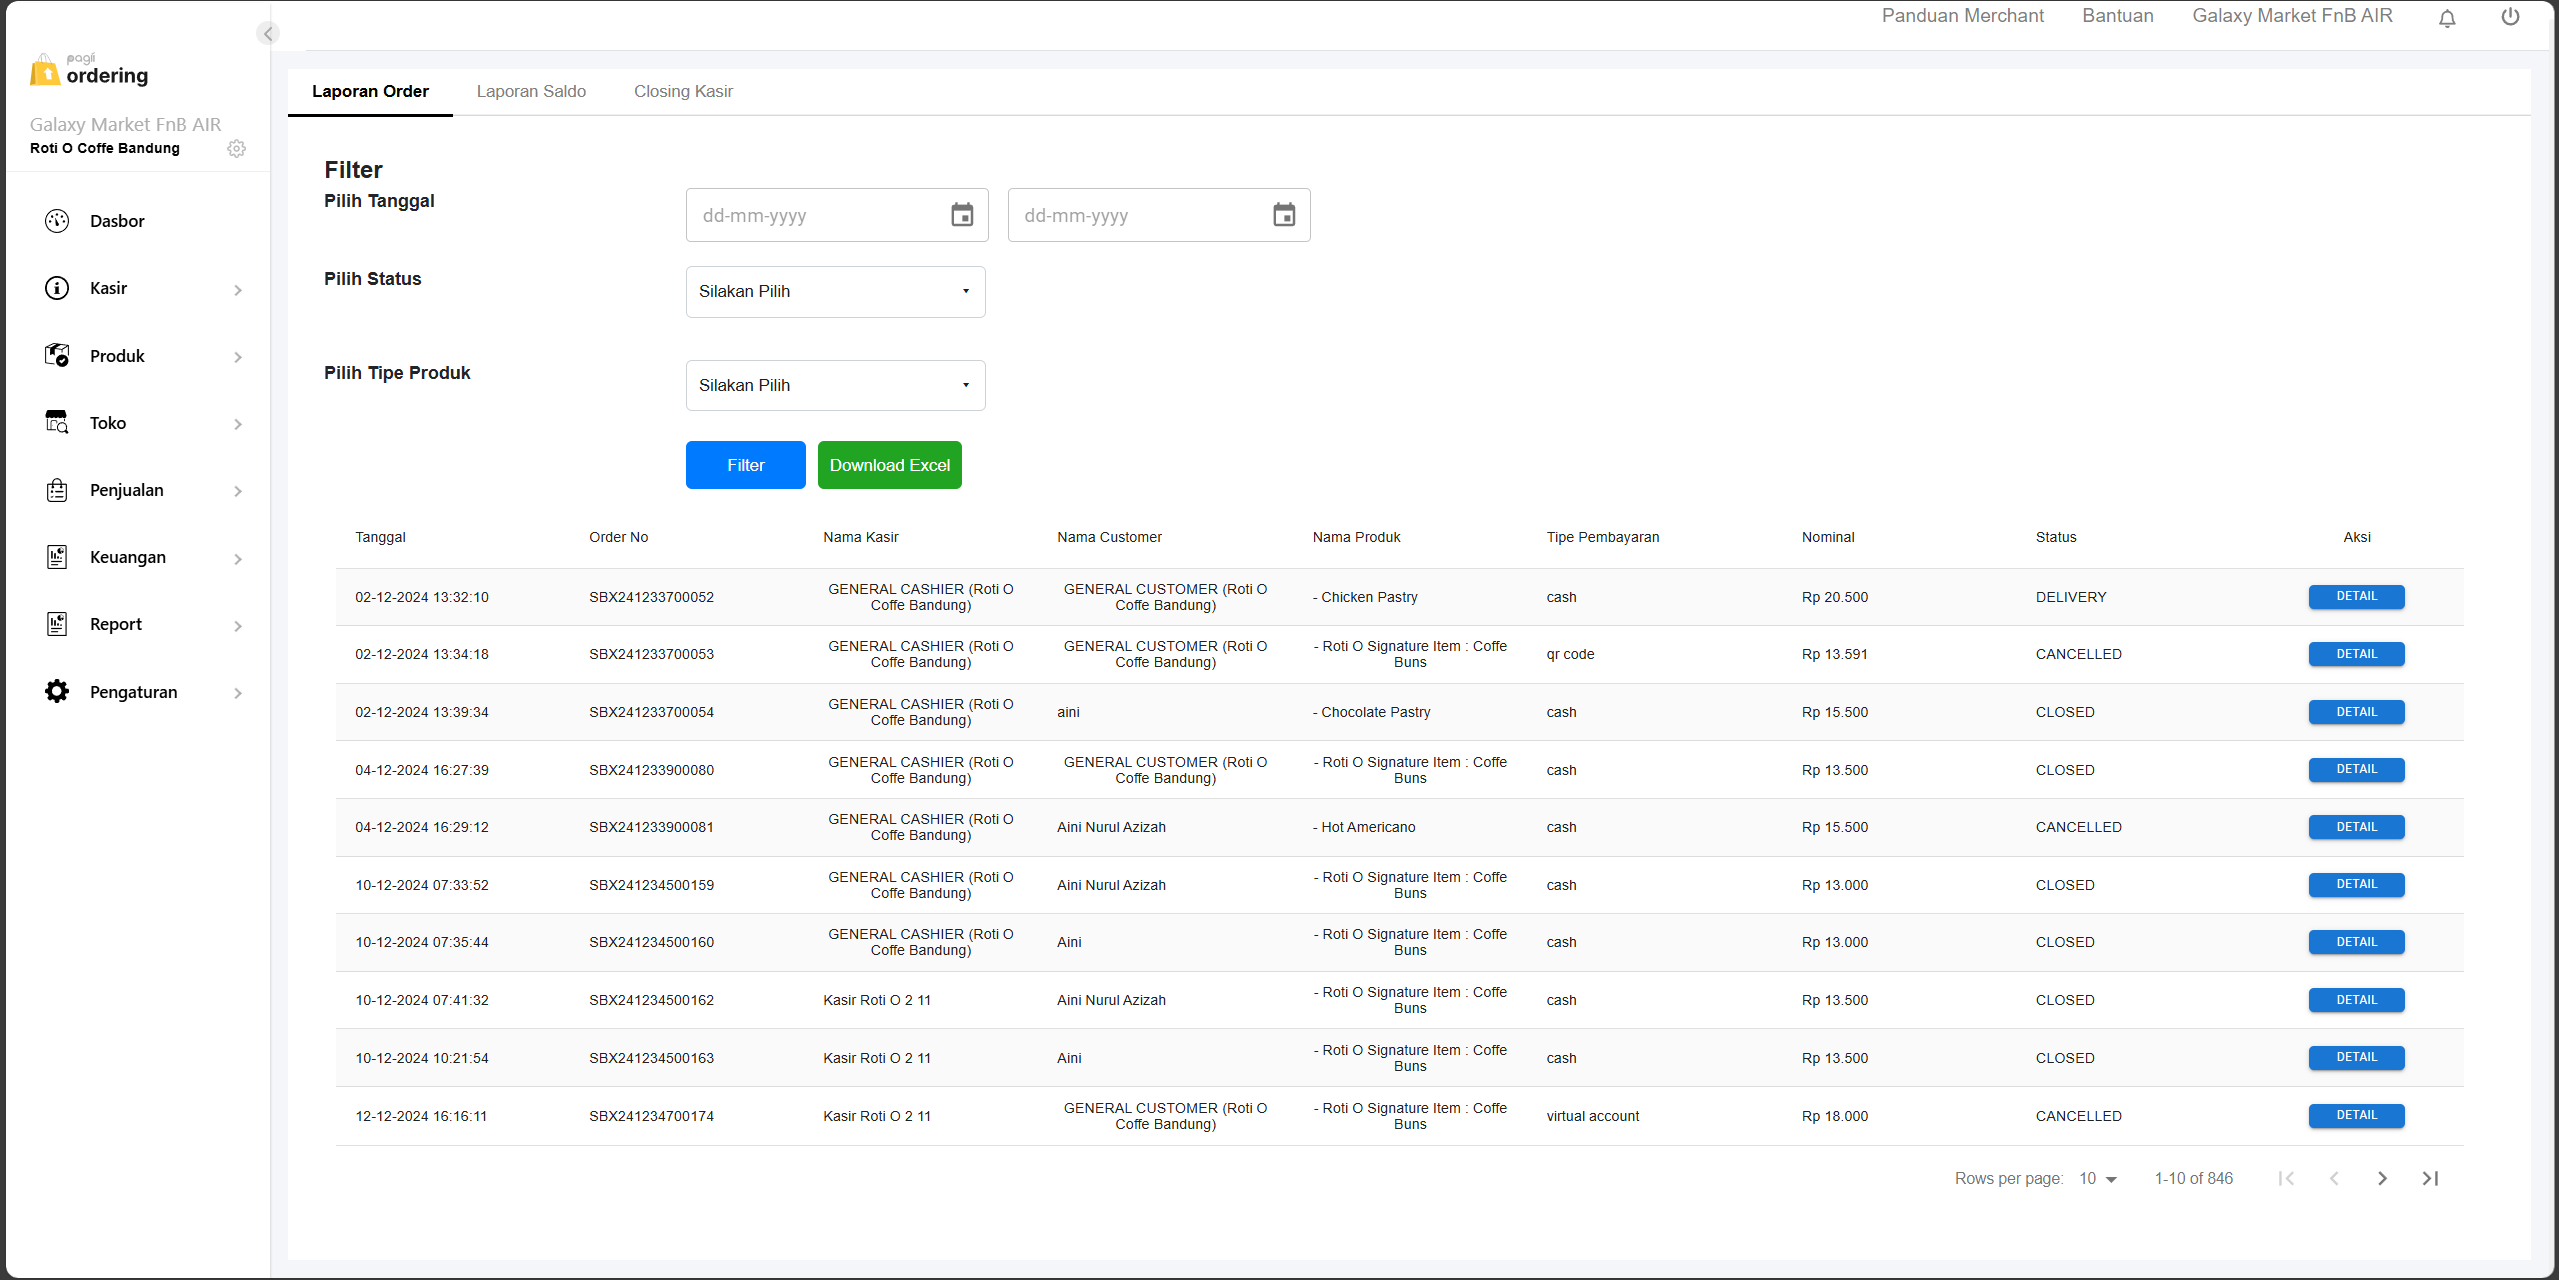 Panduan Merchant Bantuan Galaxy Market FnB AIR
pagii
ordering
Galaxy Market FnB AIR
Roti O Coffe Bandung
Dasbor
Kasir
Produk
Toko
Penjualan
Keuangan
Report
Pengaturan
Laporan Order Laporan Saldo Closing Kasir
Filter
Pilih Tanggal dd-mm-yyyy dd-mm-yyyy
Pilih Status Silakan Pilih
Pilih Tipe Produk Silakan Pilih
Filter Download Excel
Tanggal Order No Nama Kasir Nama Customer Nama Produk Tipe Pembayaran Nominal Status Aksi
02-12-2024 13:32:10 SBX241233700052 GENERAL CASHIER (Roti O Coffe Bandung) GENERAL CUSTOMER (Roti O Coffe Bandung) - Chicken Pastry cash Rp 20.500 DELIVERY DETAIL
02-12-2024 13:34:18 SBX241233700053 GENERAL CASHIER (Roti O Coffe Bandung) GENERAL CUSTOMER (Roti O Coffe Bandung) - Roti O Signature Item : Coffe Buns qr code Rp 13.591 CANCELLED DETAIL
02-12-2024 13:39:34 SBX241233700054 GENERAL CASHIER (Roti O Coffe Bandung) aini - Chocolate Pastry cash Rp 15.500 CLOSED DETAIL
04-12-2024 16:27:39 SBX241233900080 GENERAL CASHIER (Roti O Coffe Bandung) GENERAL CUSTOMER (Roti O Coffe Bandung) - Roti O Signature Item : Coffe Buns cash Rp 13.500 CLOSED DETAIL
04-12-2024 16:29:12 SBX241233900081 GENERAL CASHIER (Roti O Coffe Bandung) Aini Nurul Azizah - Hot Americano cash Rp 15.500 CANCELLED DETAIL
10-12-2024 07:33:52 SBX241234500159 GENERAL CASHIER (Roti O Coffe Bandung) Aini Nurul Azizah - Roti O Signature Item : Coffe Buns cash Rp 13.000 CLOSED DETAIL
10-12-2024 07:35:44 SBX241234500160 GENERAL CASHIER (Roti O Coffe Bandung) Aini - Roti O Signature Item : Coffe Buns cash Rp 13.000 CLOSED DETAIL
10-12-2024 07:41:32 SBX241234500162 Kasir Roti O 2 11 Aini Nurul Azizah - Roti O Signature Item : Coffe Buns cash Rp 13.500 CLOSED DETAIL
10-12-2024 10:21:54 SBX241234500163 Kasir Roti O 2 11 Aini - Roti O Signature Item : Coffe Buns cash Rp 13.500 CLOSED DETAIL
12-12-2024 16:16:11 SBX241234700174 Kasir Roti O 2 11 GENERAL CUSTOMER (Roti O Coffe Bandung) - Roti O Signature Item : Coffe Buns virtual account Rp 18.000 CANCELLED DETAIL
Rows per page: 10 1-10 of 846